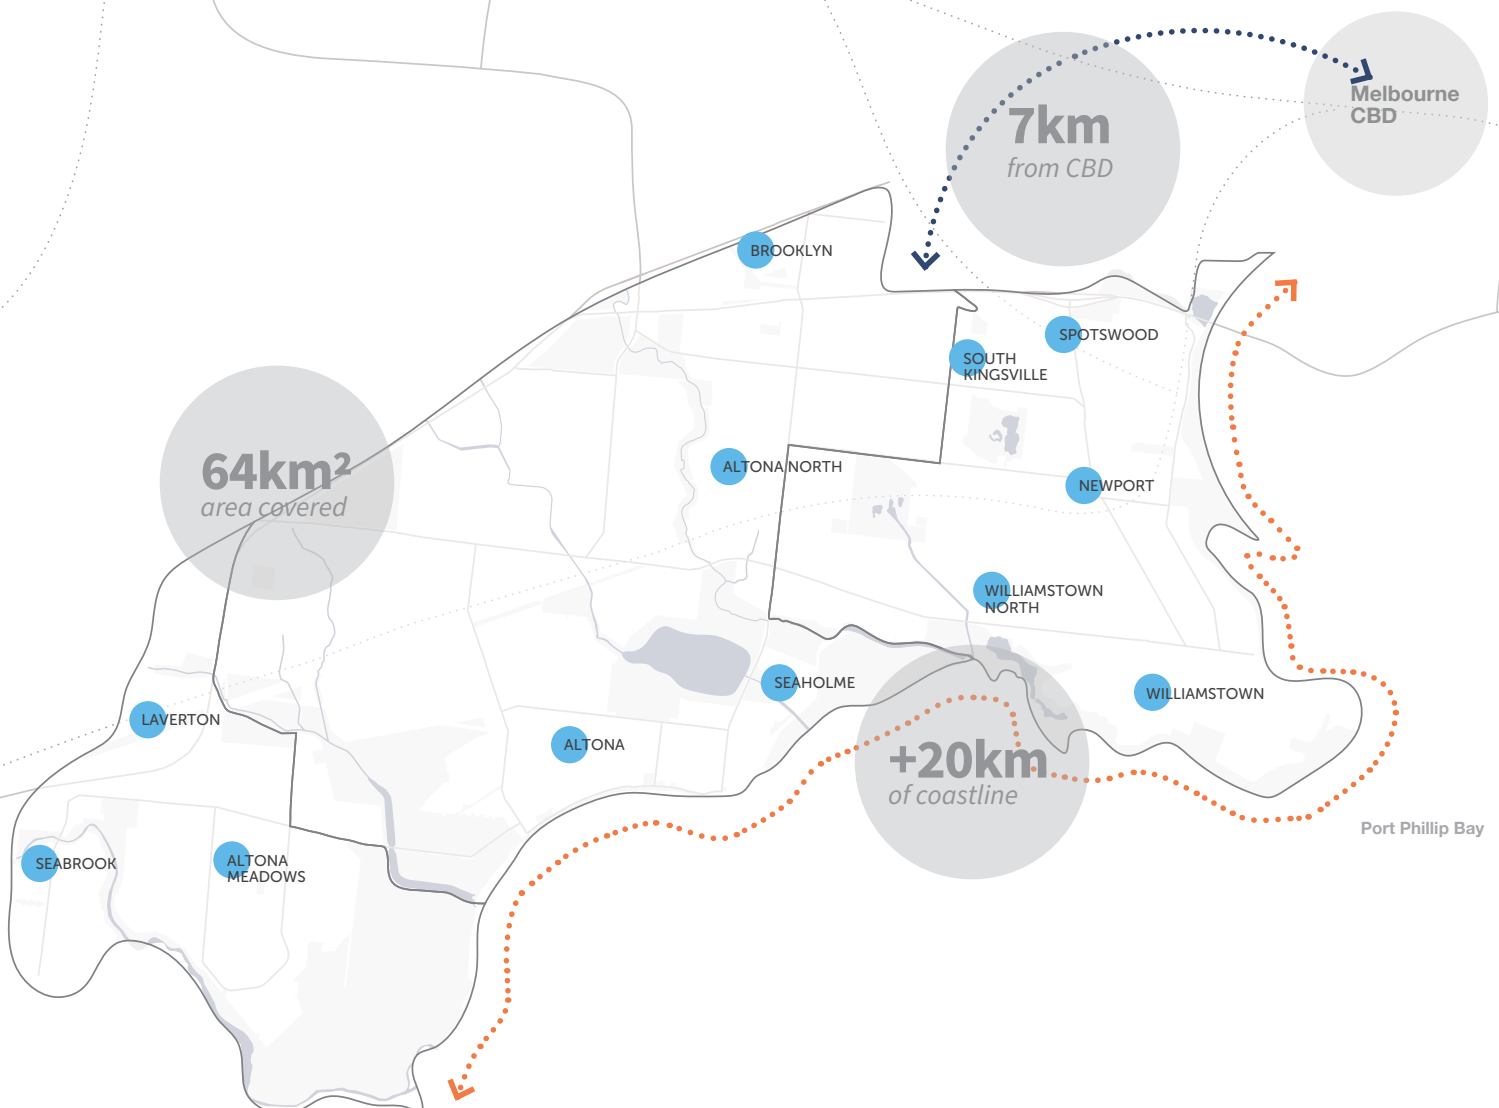 Melbourne
CBD
7km
from CBD
BROOKLYN
SPOTSWOOD
SOUTH
KINGSVILLE
64km²
area covered
ALTONA NORTH
NEWPORT
WILLIAMSTOWN
NORTH
SEAHOLME
WILLIAMSTOWN
LAVERTON
ALTONA
+20km
of coastline
Port Phillip Bay
SEABROOK
ALTONA
MEADOWS